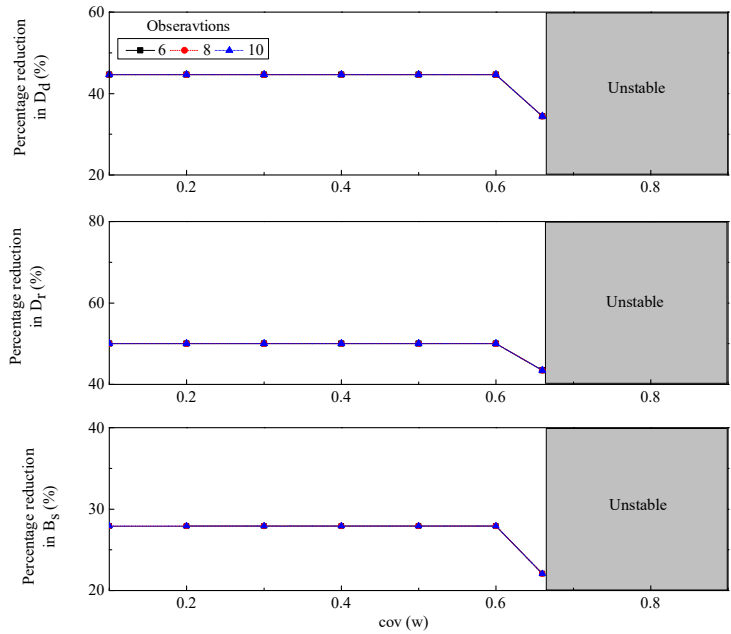 60
Obseravtions
6 8 10
Percentage reduction
in Dd (%)
40
Unstable
20
0.2 0.4 0.6 0.8
80
Percentage reduction
in Dr (%)
60
Unstable
40
0.2 0.4 0.6 0.8
40
Percentage reduction
in Bs (%)
30
Unstable
20
0.2 0.4 0.6 0.8
cov (w)